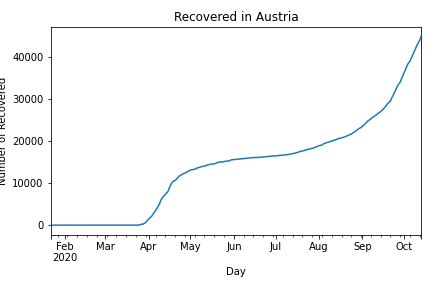 Recovered in Austria
Number of Recovered
40000
30000
20000
10000
0
Feb Mar Apr May Jun Jul Aug Sep Oct
2020
Day